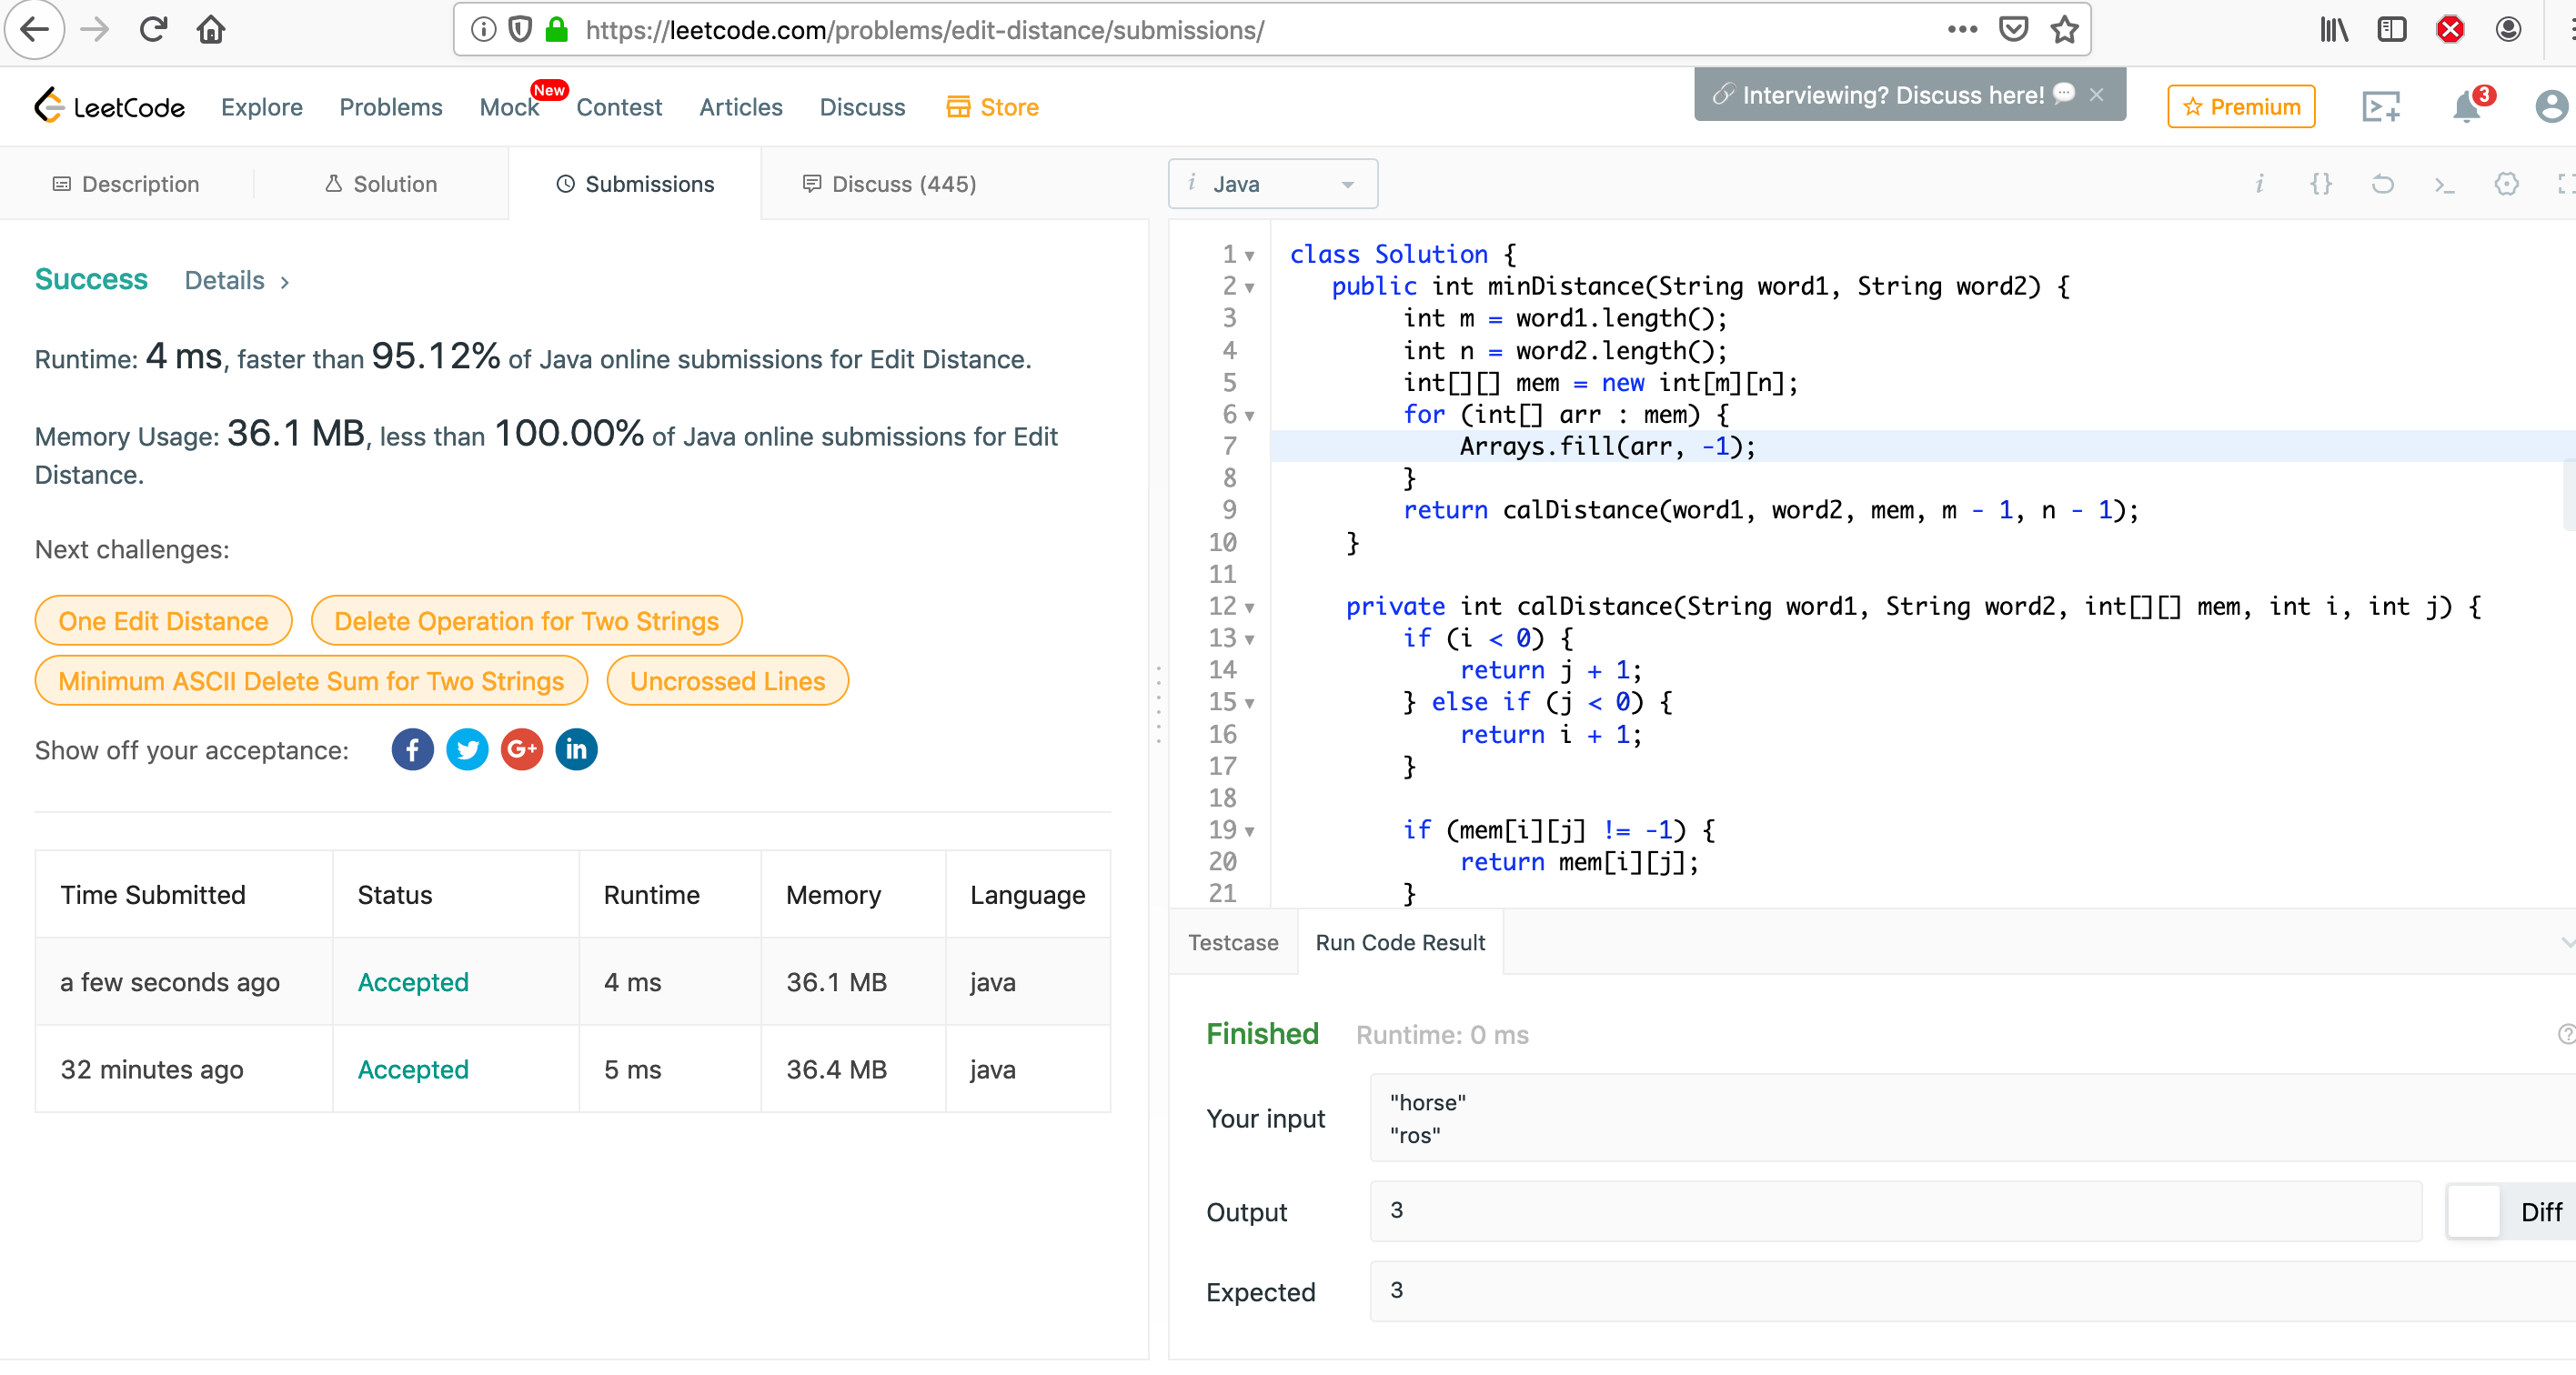 https://leetcode.com/problems/edit-distance/submissions/
LeetCode Explore Problems Mock New Contest Articles Discuss Store
Interviewing? Discuss here! 💬 ×
Premium
3
Description Solution Submissions Discuss (445)
Success Details >
Runtime: 4 ms, faster than 95.12% of Java online submissions for Edit Distance.
Memory Usage: 36.1 MB, less than 100.00% of Java online submissions for Edit
Distance.
Next challenges:
One Edit Distance Delete Operation for Two Strings
Minimum ASCII Delete Sum for Two Strings Uncrossed Lines
Show off your acceptance: f G+ in
Time Submitted Status Runtime Memory Language
a few seconds ago Accepted 4 ms 36.1 MB java
32 minutes ago Accepted 5 ms 36.4 MB java
i Java
i {} >_
1 class Solution {
2 public int minDistance(String word1, String word2) {
3 int m = word1.length();
4 int n = word2.length();
5 int[][] mem = new int[m][n];
6 for (int[] arr : mem) {
7 Arrays.fill(arr, -1);
8 }
9 return calDistance(word1, word2, mem, m - 1, n - 1);
10 }
11
12 private int calDistance(String word1, String word2, int[][] mem, int i, int j) {
13 if (i < 0) {
14 return j + 1;
15 } else if (j < 0) {
16 return i + 1;
17 }
18
19 if (mem[i][j] != -1) {
20 return mem[i][j];
21 }
Testcase Run Code Result
Finished Runtime: 0 ms
Your input
"horse"
"ros"
Output 3 Diff
Expected 3